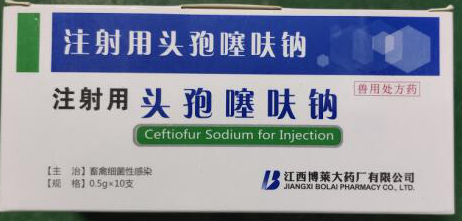 注射用头孢噻呋钠
兽用处方药
注射用 头孢噻呋钠
Ceftiofur Sodium for Injection
【主 治】畜禽细菌性感染
【规 格】0.5g×10支
江西博莱大药厂有限公司
JIANGXI BOLAI PHARMACY CO., LTD.